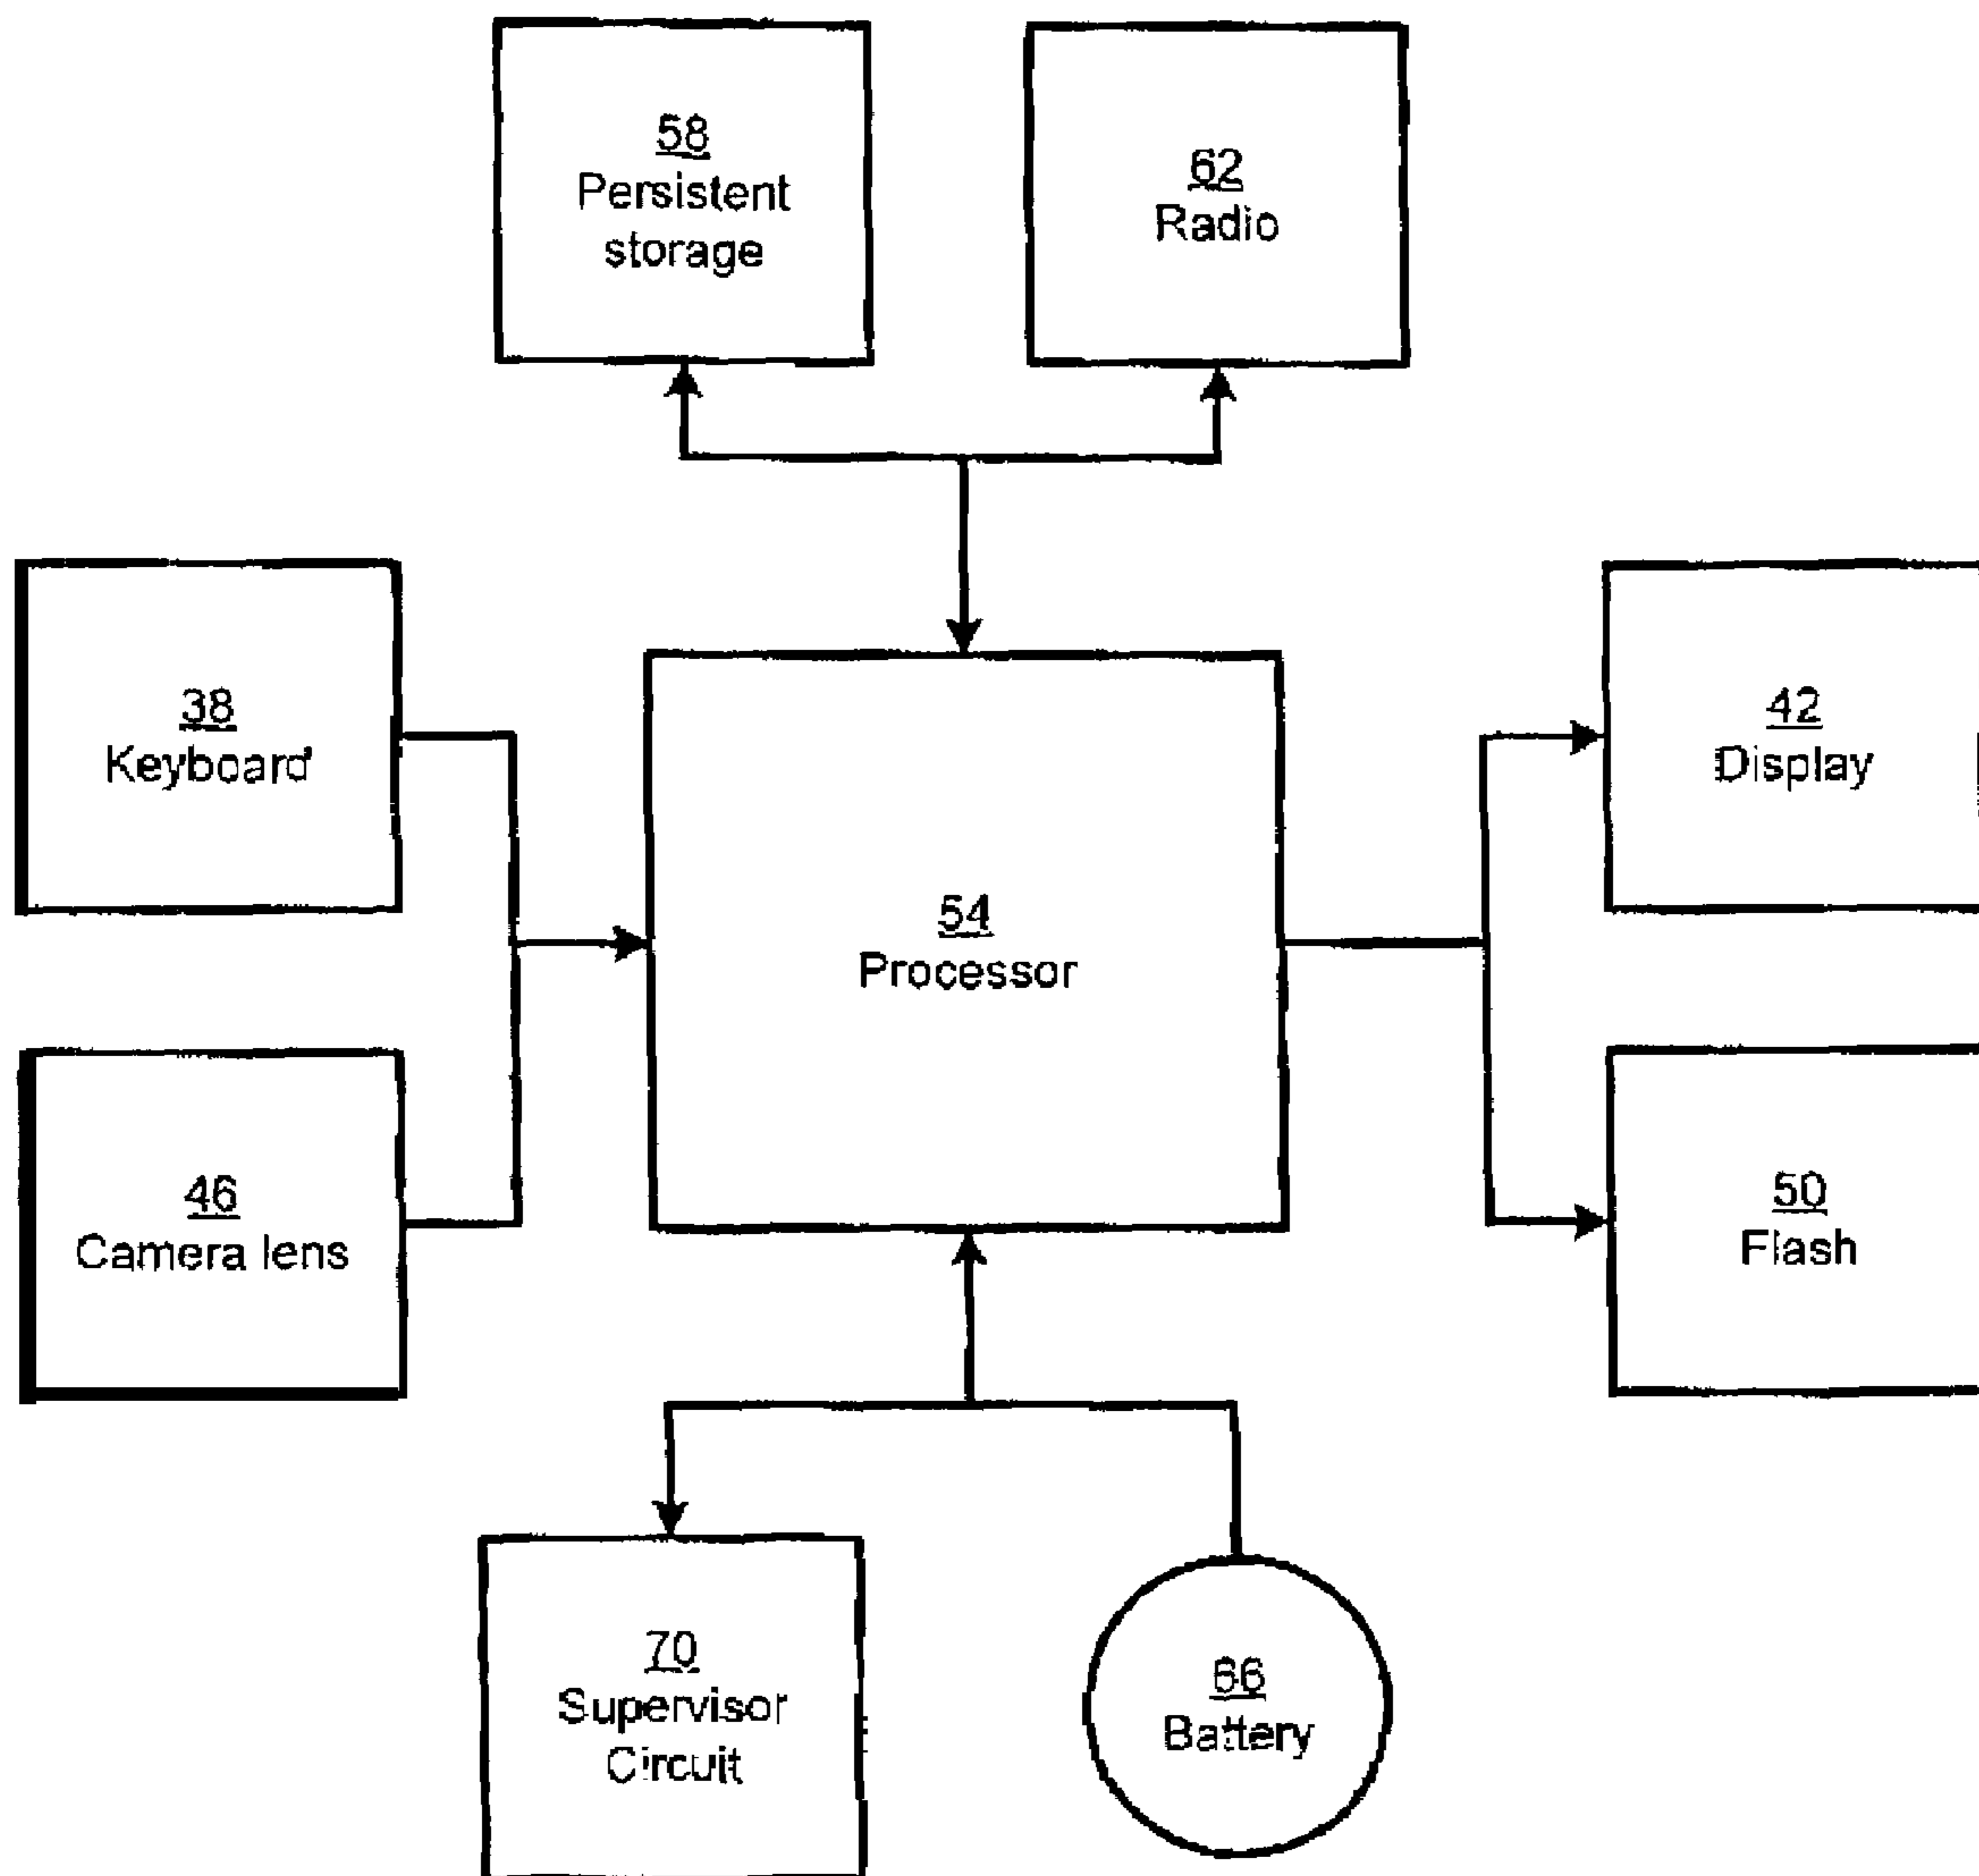 58
Persistent
storage
62
Radio
38
Keyboard
42
Display
54
Processor
46
Camera lens
50
Flash
70
Supervisor
Circuit
66
Battery